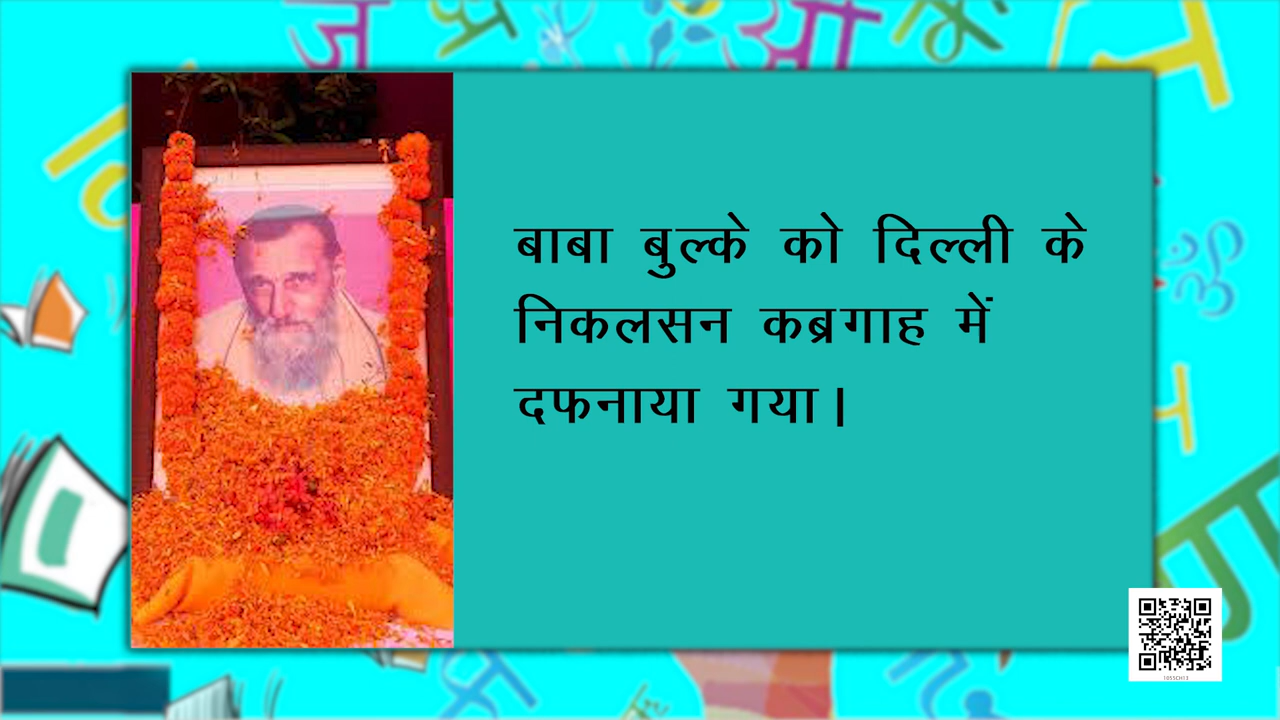 बाबा बुल्के को दिल्ली के
निकलसन कब्रगाह में
दफनाया गया।